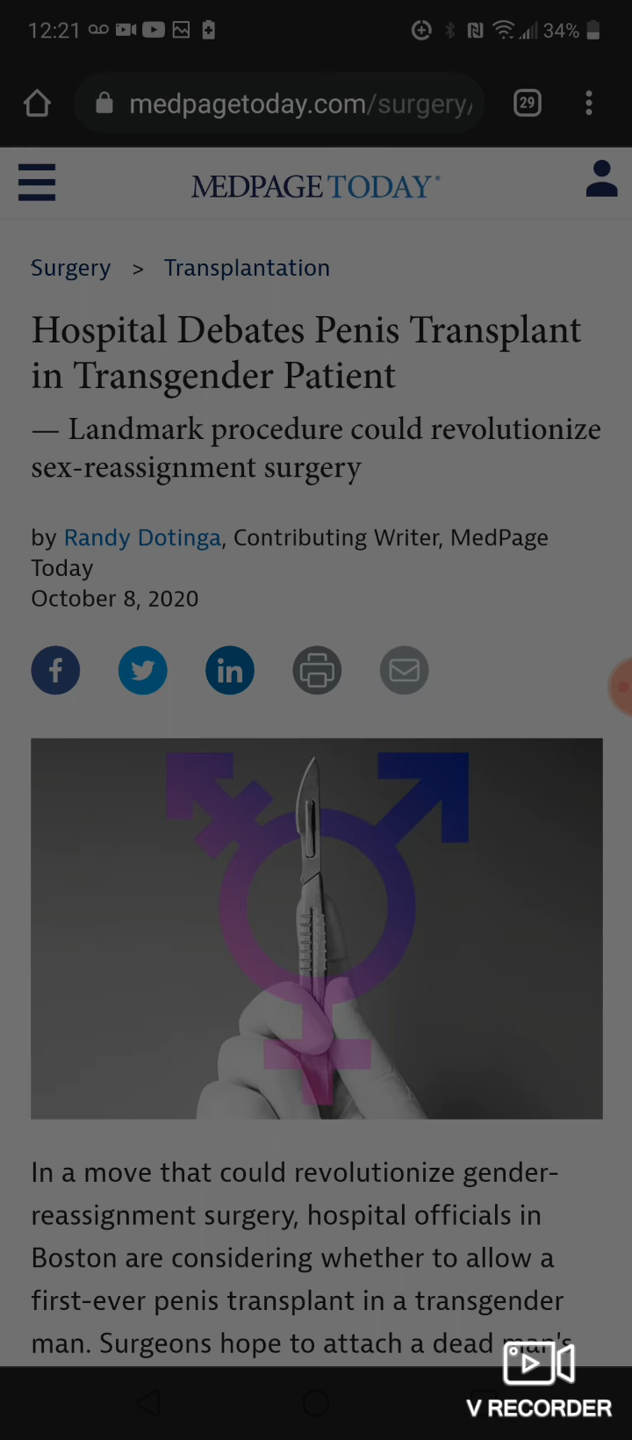 12:21
34%
medpagetoday.com/surgery/
29
MEDPAGE TODAY®
Surgery > Transplantation
Hospital Debates Penis Transplant
in Transgender Patient
— Landmark procedure could revolutionize
sex-reassignment surgery
by Randy Dotinga, Contributing Writer, MedPage
Today
October 8, 2020
In a move that could revolutionize gender-
reassignment surgery, hospital officials in
Boston are considering whether to allow a
first-ever penis transplant in a transgender
man. Surgeons hope to attach a dead man's
V RECORDER